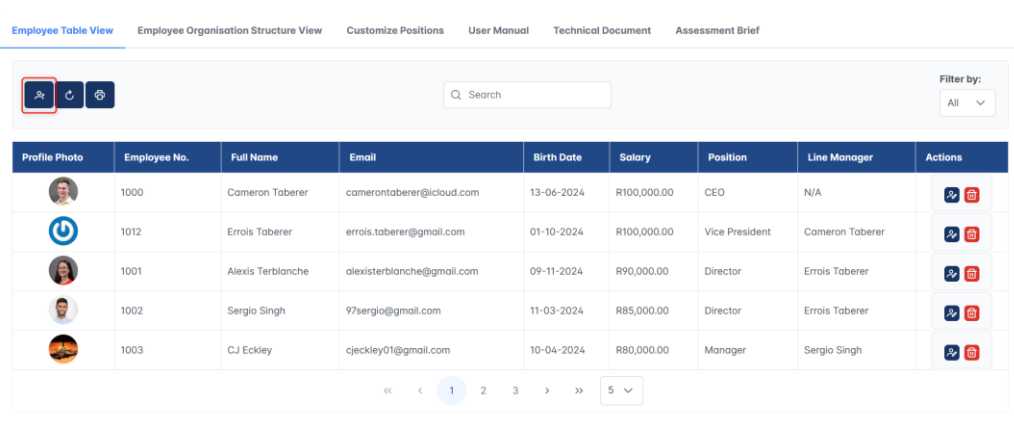 Employee Table View Employee Organisation Structure View Customize Positions User Manual Technical Document Assessment Brief
Filter by:
Search All
Profile Photo Employee No. Full Name Email Birth Date Salary Position Line Manager Actions
1000 Cameron Taberer camerontaberer@icloud.com 13-06-2024 R100,000.00 CEO N/A
1012 Errois Taberer errois.taberer@gmail.com 01-10-2024 R100,000.00 Vice President Cameron Taberer
1001 Alexis Terblanche alexisterblanche@gmail.com 09-11-2024 R90,000.00 Director Errois Taberer
1002 Sergio Singh 97sergio@gmail.com 11-03-2024 R85,000.00 Director Errois Taberer
1003 CJ Eckley cjeckley01@gmail.com 10-04-2024 R80,000.00 Manager Sergio Singh
« ‹ 1 2 3 › » 5